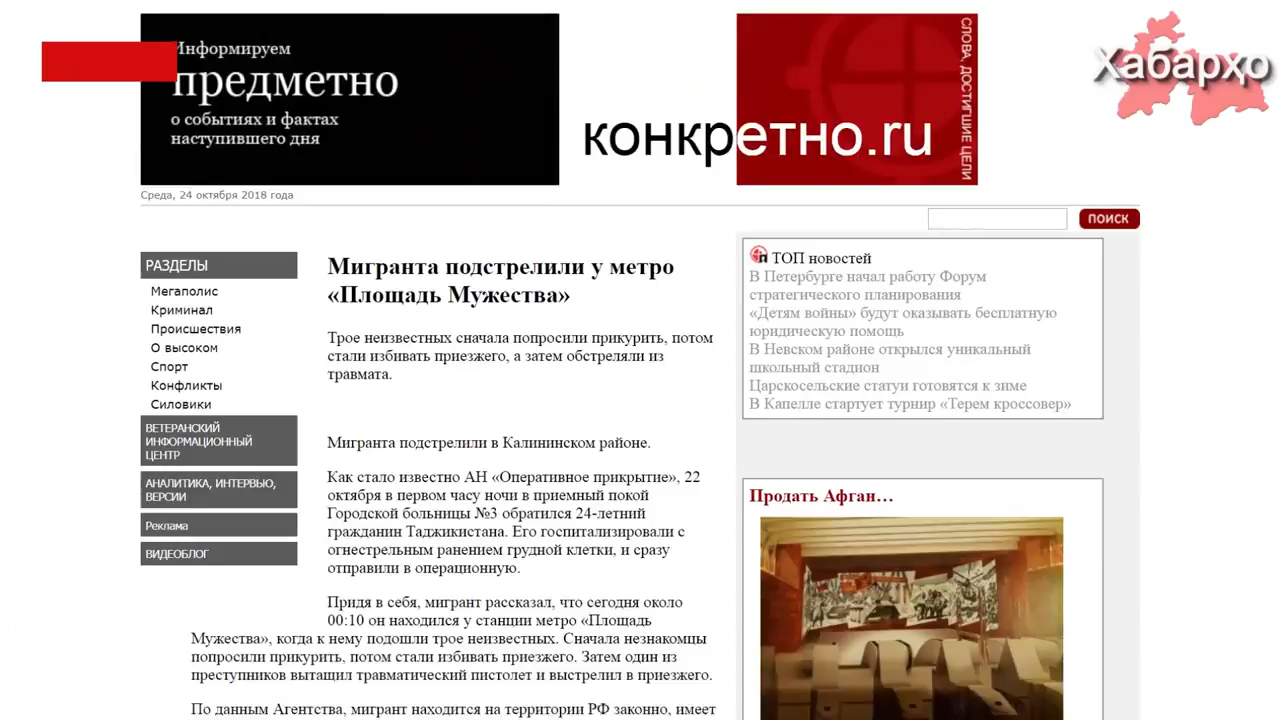 Информируем
предметно
о событиях и фактах
наступившего дня
конкретно.ru
СЛОВА, ДОСТИГШИЕ ЦЕЛИ
Хабарҳо
Среда, 24 октября 2018 года
ПОИСК
РАЗДЕЛЫ
Мегаполис
Криминал
Происшествия
О высоком
Спорт
Конфликты
Силовики
ВЕТЕРАНСКИЙ
ИНФОРМАЦИОННЫЙ
ЦЕНТР
АНАЛИТИКА, ИНТЕРВЬЮ,
ВЕРСИИ
Реклама
ВИДЕОБЛОГ
Мигранта подстрелили у метро
«Площадь Мужества»
Трое неизвестных сначала попросили прикурить, потом
стали избивать приезжего, а затем обстреляли из
травмата.
Мигранта подстрелили в Калининском районе.
Как стало известно АН «Оперативное прикрытие», 22
октября в первом часу ночи в приемный покой
Городской больницы №3 обратился 24-летний
гражданин Таджикистана. Его госпитализировали с
огнестрельным ранением грудной клетки, и сразу
отправили в операционную.
Придя в себя, мигрант рассказал, что сегодня около
00:10 он находился у станции метро «Площадь
Мужества», когда к нему подошли трое неизвестных. Сначала незнакомцы
попросили прикурить, потом стали избивать приезжего. Затем один из
преступников вытащил травматический пистолет и выстрелил в приезжего.
По данным Агентства, мигрант находится на территории РФ законно, имеет
ТОП новостей
В Петербурге начал работу Форум
стратегического планирования
«Детям войны» будут оказывать бесплатную
юридическую помощь
В Невском районе открылся уникальный
школьный стадион
Царскосельские статуи готовятся к зиме
В Капелле стартует турнир «Терем кроссовер»
Продать Афган…